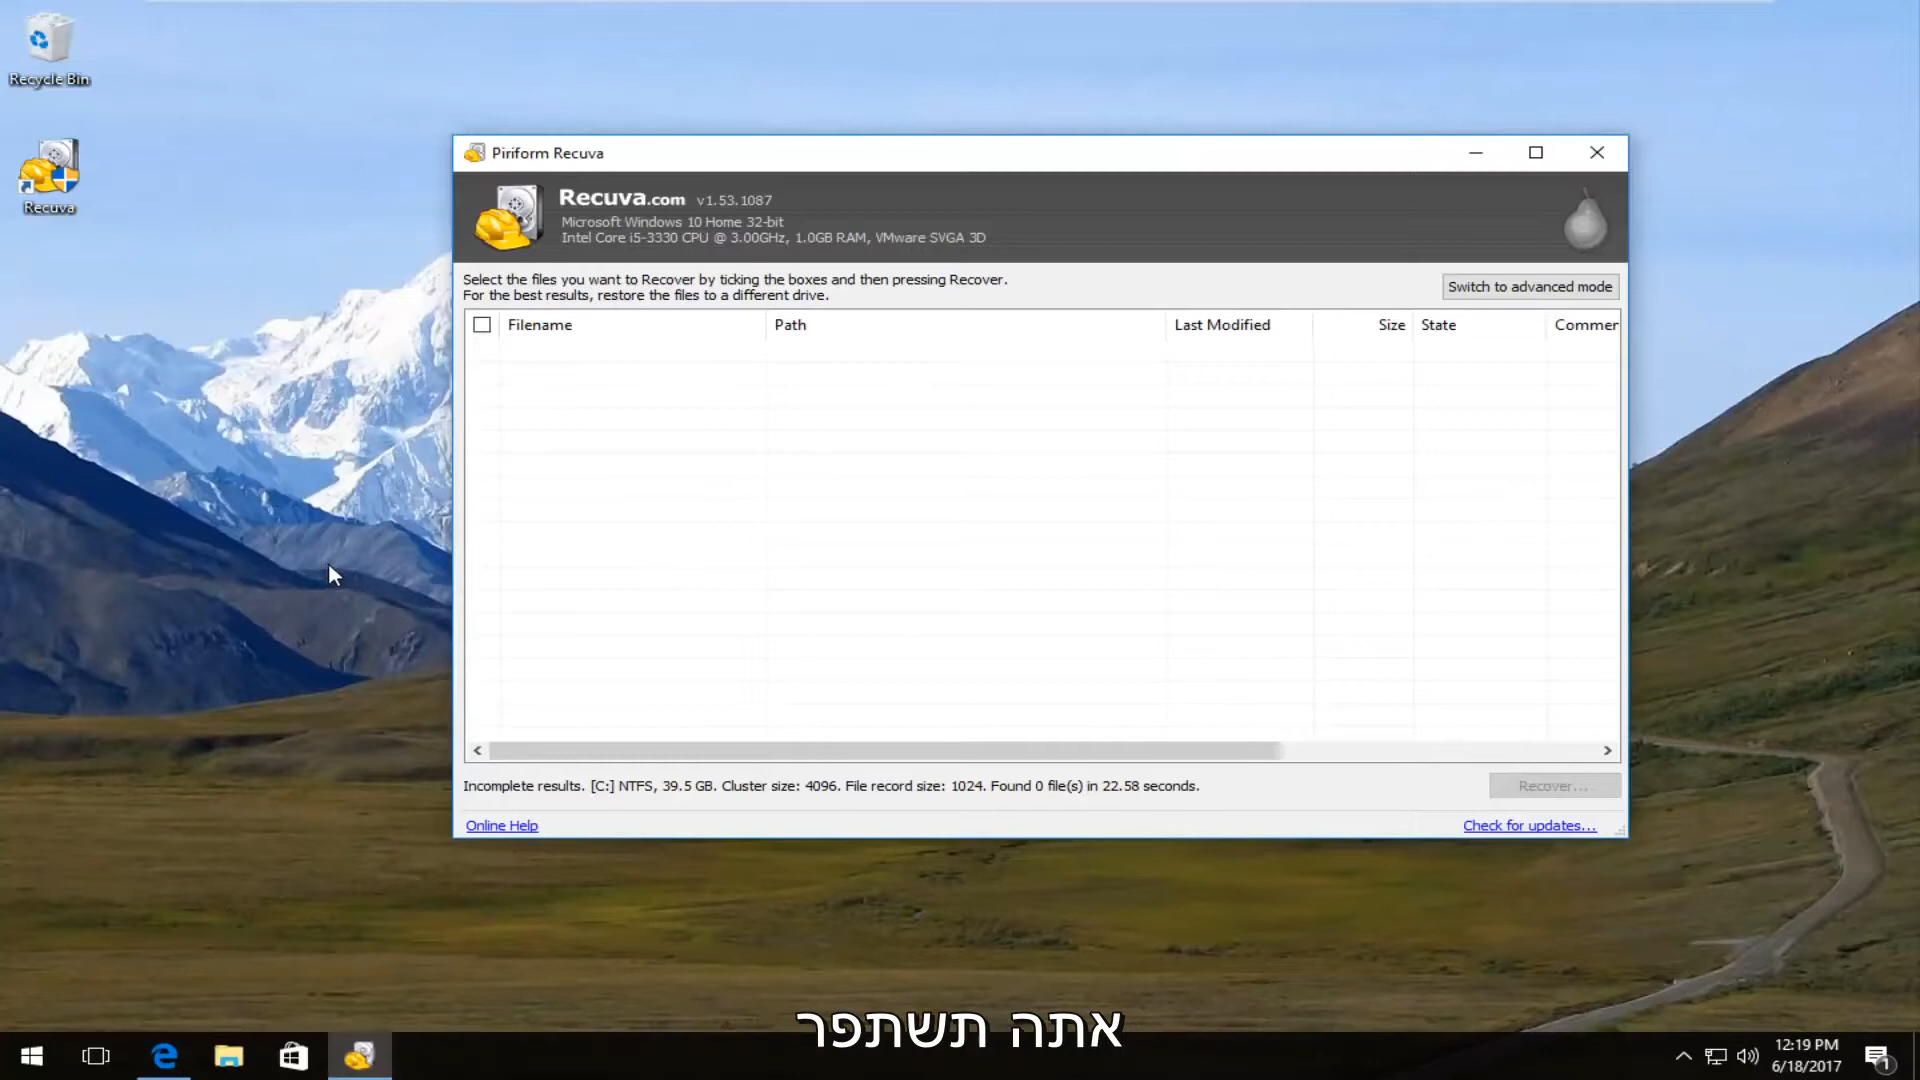 Recycle Bin
Recuva
Piriform Recuva
Recuva.com v1.53.1087
Microsoft Windows 10 Home 32-bit
Intel Core i5-3330 CPU @ 3.00GHz, 1.0GB RAM, VMware SVGA 3D
Select the files you want to Recover by ticking the boxes and then pressing Recover.
For the best results, restore the files to a different drive.
Switch to advanced mode
Filename Path Last Modified Size State Commer
Incomplete results. [C:] NTFS, 39.5 GB. Cluster size: 4096. File record size: 1024. Found 0 file(s) in 22.58 seconds.
Recover...
Online Help
Check for updates...
אתה תשתפר
12:19 PM
6/18/2017
1